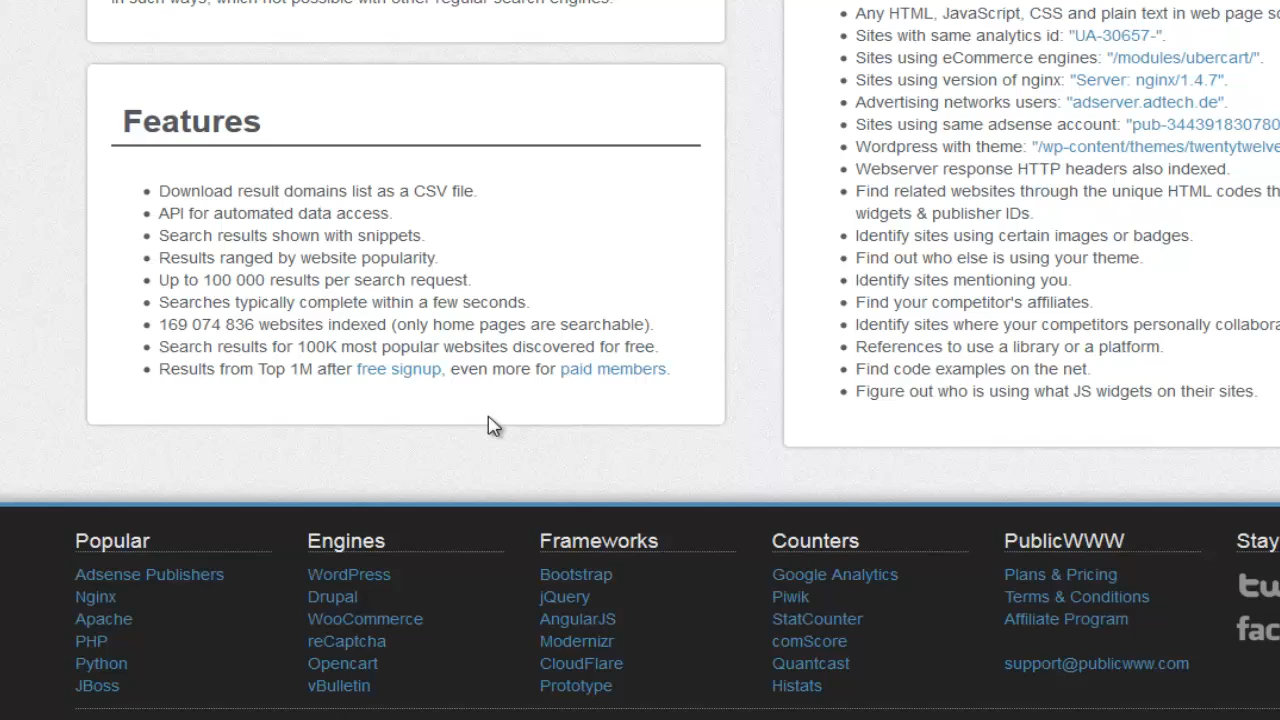 in such ways, which not possible with other regular search engines.
Features
Download result domains list as a CSV file.
API for automated data access.
Search results shown with snippets.
Results ranged by website popularity.
Up to 100 000 results per search request.
Searches typically complete within a few seconds.
169 074 836 websites indexed (only home pages are searchable).
Search results for 100K most popular websites discovered for free.
Results from Top 1M after free signup, even more for paid members.
Any HTML, JavaScript, CSS and plain text in web page
Sites with same analytics id: "UA-30657-".
Sites using eCommerce engines: "/modules/ubercart/".
Sites using version of nginx: "Server: nginx/1.4.7".
Advertising networks users: "adserver.adtech.de".
Sites using same adsense account: "pub-344391830780
Wordpress with theme: "/wp-content/themes/twentytwelve
Webserver response HTTP headers also indexed.
Find related websites through the unique HTML codes
widgets & publisher IDs.
Identify sites using certain images or badges.
Find out who else is using your theme.
Identify sites mentioning you.
Find your competitor's affiliates.
Identify sites where your competitors personally
References to use a library or a platform.
Find code examples on the net.
Figure out who is using what JS widgets on their sites.
Popular
Adsense Publishers
Nginx
Apache
PHP
Python
JBoss
Engines
WordPress
Drupal
WooCommerce
reCaptcha
Opencart
vBulletin
Frameworks
Bootstrap
jQuery
AngularJS
Modernizr
CloudFlare
Prototype
Counters
Google Analytics
Piwik
StatCounter
comScore
Quantcast
Histats
PublicWWW
Plans & Pricing
Terms & Conditions
Affiliate Program
support@publicwww.com
Stay